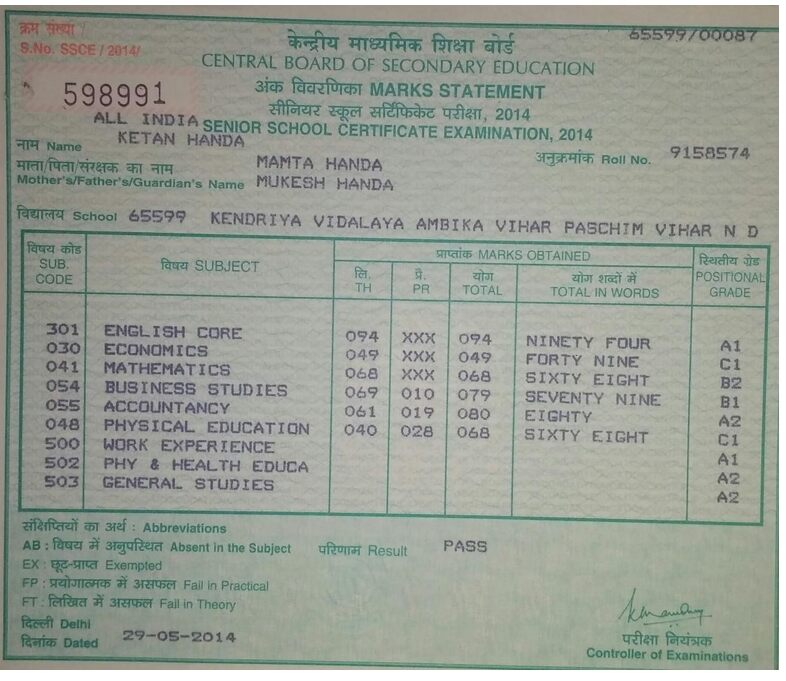 क्रम संख्या /
S.No. SSCE / 2014/
65599/00087
केन्द्रीय माध्यमिक शिक्षा बोर्ड
CENTRAL BOARD OF SECONDARY EDUCATION
598991
अंक विवरणिका MARKS STATEMENT
सीनियर स्कूल सर्टिफिकेट परीक्षा, 2014
ALL INDIA SENIOR SCHOOL CERTIFICATE EXAMINATION, 2014
नाम Name KETAN HANDA
अनुक्रमांक Roll No. 9158574
माता/पिता/संरक्षक का नाम MAMTA HANDA
Mother's/Father's/Guardian's Name MUKESH HANDA
विद्यालय School 65599 KENDRIYA VIDALAYA AMBIKA VIHAR PASCHIM VIHAR N D
विषय कोड SUB. CODE
विषय SUBJECT
प्राप्तांक MARKS OBTAINED
लि. TH
प्रै. PR
योग TOTAL
योग शब्दों में TOTAL IN WORDS
स्थितीय ग्रेड POSITIONAL GRADE
301 ENGLISH CORE 094 XXX 094 NINETY FOUR A1
030 ECONOMICS 049 XXX 049 FORTY NINE C1
041 MATHEMATICS 068 XXX 068 SIXTY EIGHT B2
054 BUSINESS STUDIES 069 010 079 SEVENTY NINE B1
055 ACCOUNTANCY 061 019 080 EIGHTY A2
048 PHYSICAL EDUCATION 040 028 068 SIXTY EIGHT C1
500 WORK EXPERIENCE A1
502 PHY & HEALTH EDUCA A2
503 GENERAL STUDIES A2
संक्षिप्तियों का अर्थ : Abbreviations
AB : विषय में अनुपस्थित Absent in the Subject परिणाम Result PASS
EX : छूट-प्राप्त Exempted
FP : प्रयोगात्मक में असफल Fail in Practical
FT : लिखित में असफल Fail in Theory
दिल्ली Delhi
दिनांक Dated 29-05-2014
परीक्षा नियंत्रक
Controller of Examinations